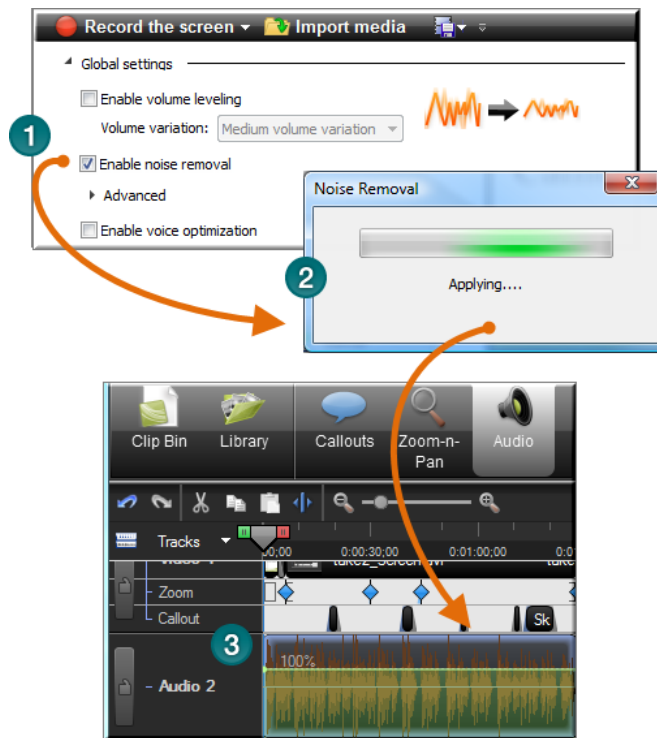 Record the screen Import media
Global settings
Enable volume leveling
Volume variation: Medium volume variation
1
Enable noise removal
Advanced
Enable voice optimization
Noise Removal
2
Applying....
Clip Bin Library Callouts Zoom-n-Pan Audio
Tracks
00;00 0:00:30;00 0:01:00;00 0:0
Zoom
Callout
Sk
3
100%
Audio 2